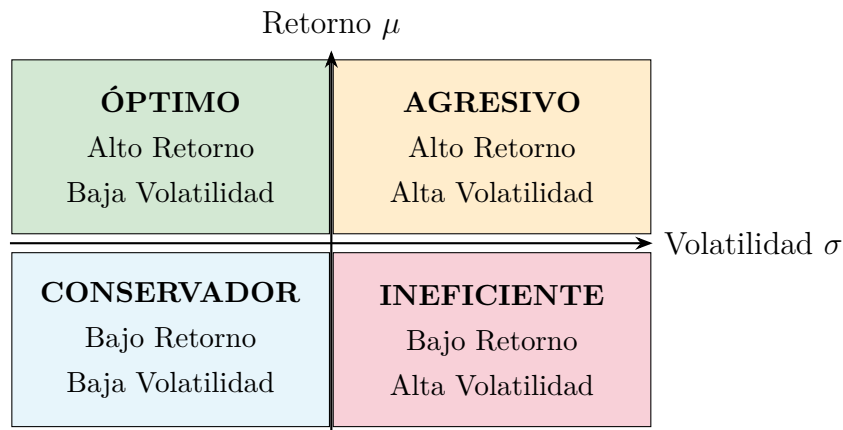 Retorno μ
ÓPTIMO
Alto Retorno
Baja Volatilidad
AGRESIVO
Alto Retorno
Alta Volatilidad
Volatilidad σ
CONSERVADOR
Bajo Retorno
Baja Volatilidad
INEFICIENTE
Bajo Retorno
Alta Volatilidad